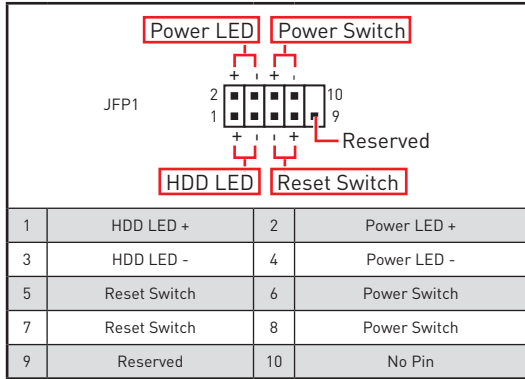 Power LED Power Switch
+ - + -
JFP1
2 10
1 9
+ - - +
Reserved
HDD LED Reset Switch
1 HDD LED + 2 Power LED +
3 HDD LED - 4 Power LED -
5 Reset Switch 6 Power Switch
7 Reset Switch 8 Power Switch
9 Reserved 10 No Pin